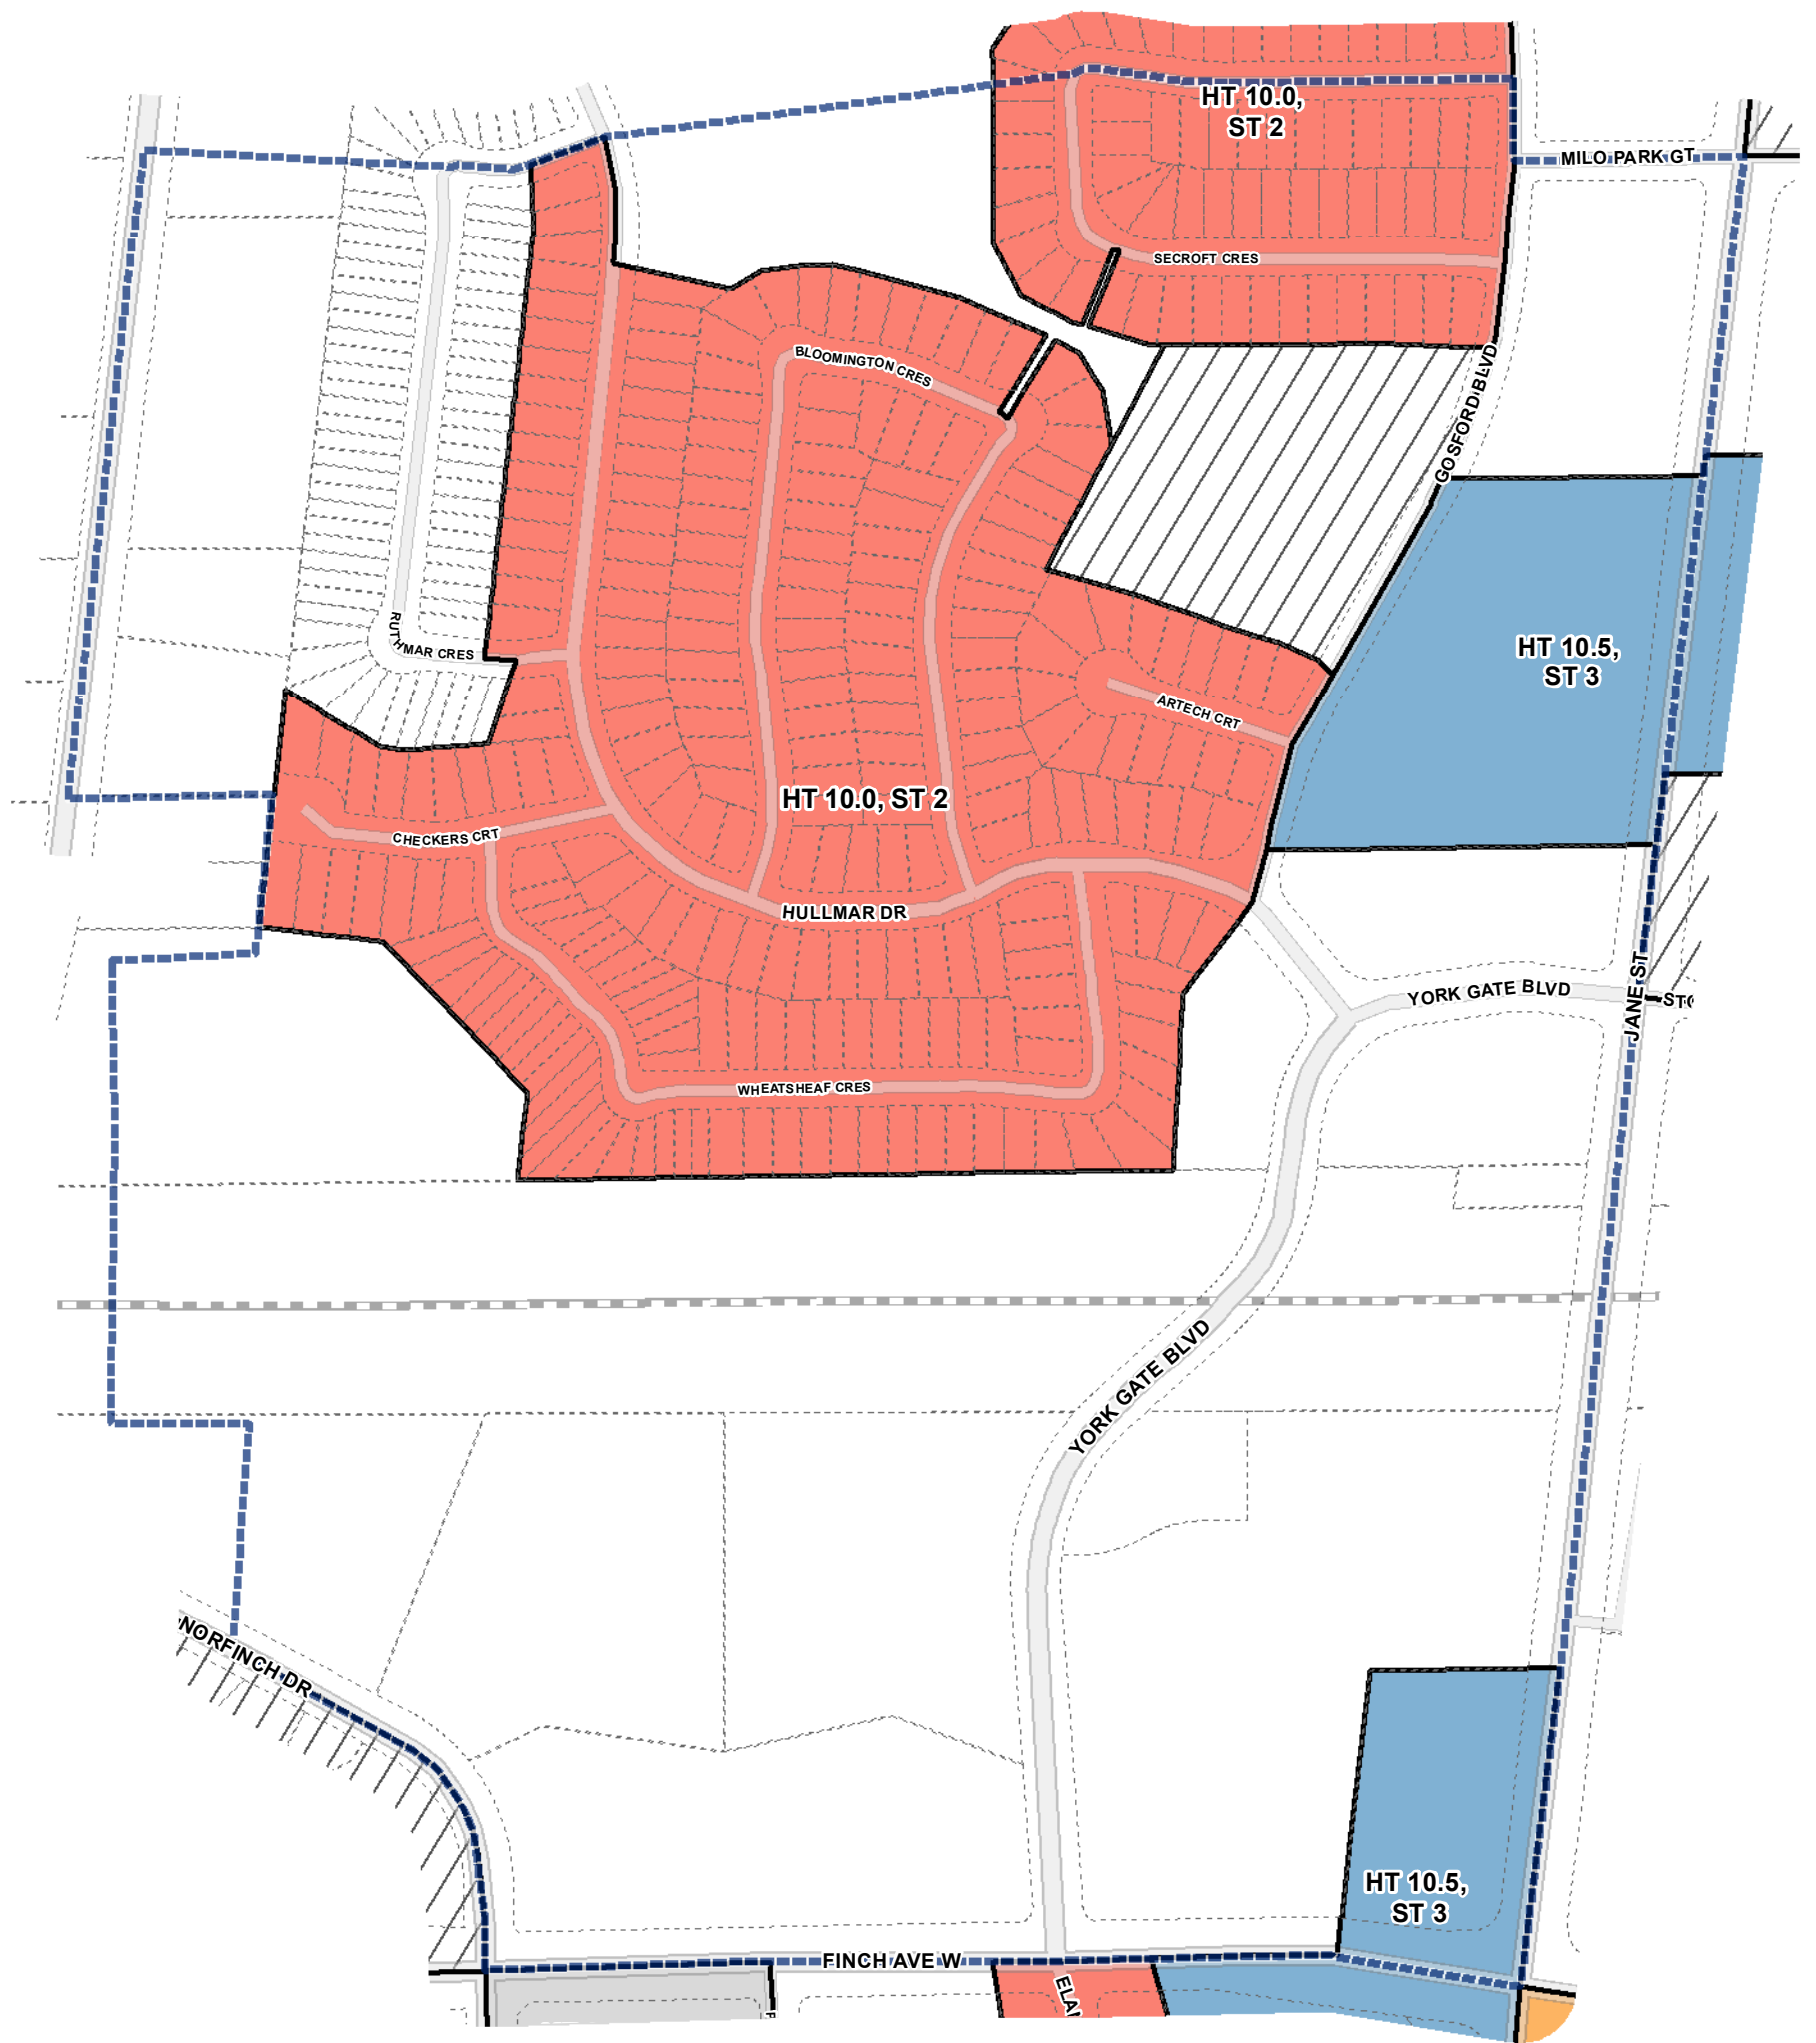 HT 10.0,
ST 2
MILO PARK GT
SECROFT CRES
BLOOMINGTON CRES
GOSFORD BLVD
RUTHMAR CRES
HT 10.5,
ST 3
ARTECH CRT
HT 10.0, ST 2
CHECKERS CRT
HULLMAR DR
YORK GATE BLVD
JANE ST
WHEATSHEAF CRES
YORK GATE BLVD
NORFINCH DR
HT 10.5,
ST 3
FINCH AVE W